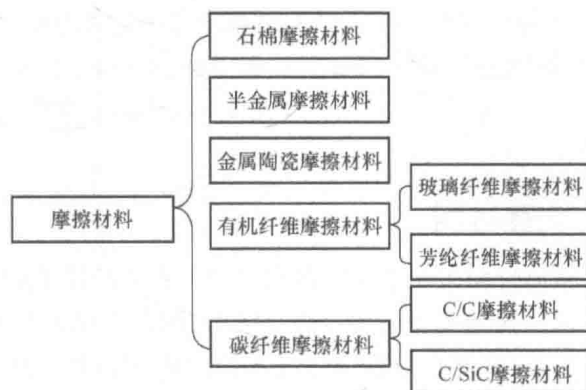 石棉摩擦材料
半金属摩擦材料
金属陶瓷摩擦材料
玻璃纤维摩擦材料
摩擦材料
有机纤维摩擦材料
芳纶纤维摩擦材料
C/C摩擦材料
碳纤维摩擦材料
C/SiC摩擦材料